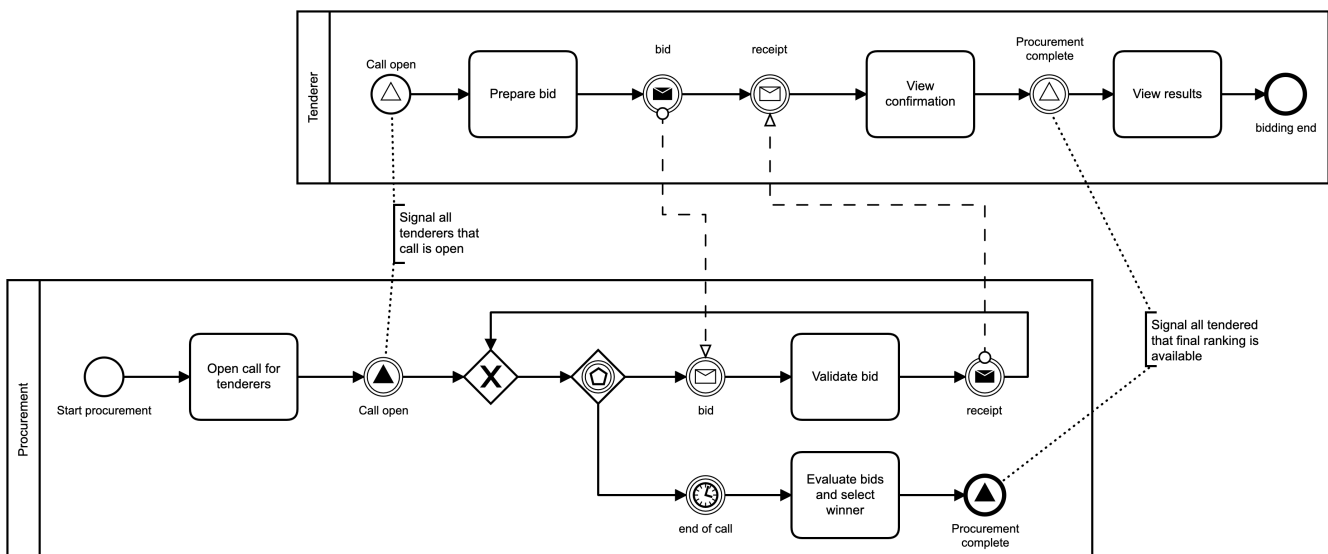 Tenderer
Call open
Prepare bid
bid
receipt
View
confirmation
Procurement
complete
View results
bidding end
Signal all
tenderers that
call is open
Procurement
Start procurement
Open call for
tenderers
Call open
X
bid
Validate bid
receipt
Signal all tendered
that final ranking is
available
end of call
Evaluate bids
and select
winner
Procurement
complete